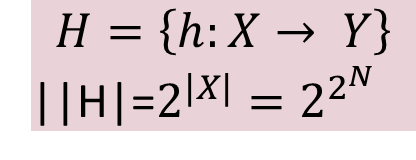 H = {h: X → Y}
||H|=2^|X| = 2^2^N